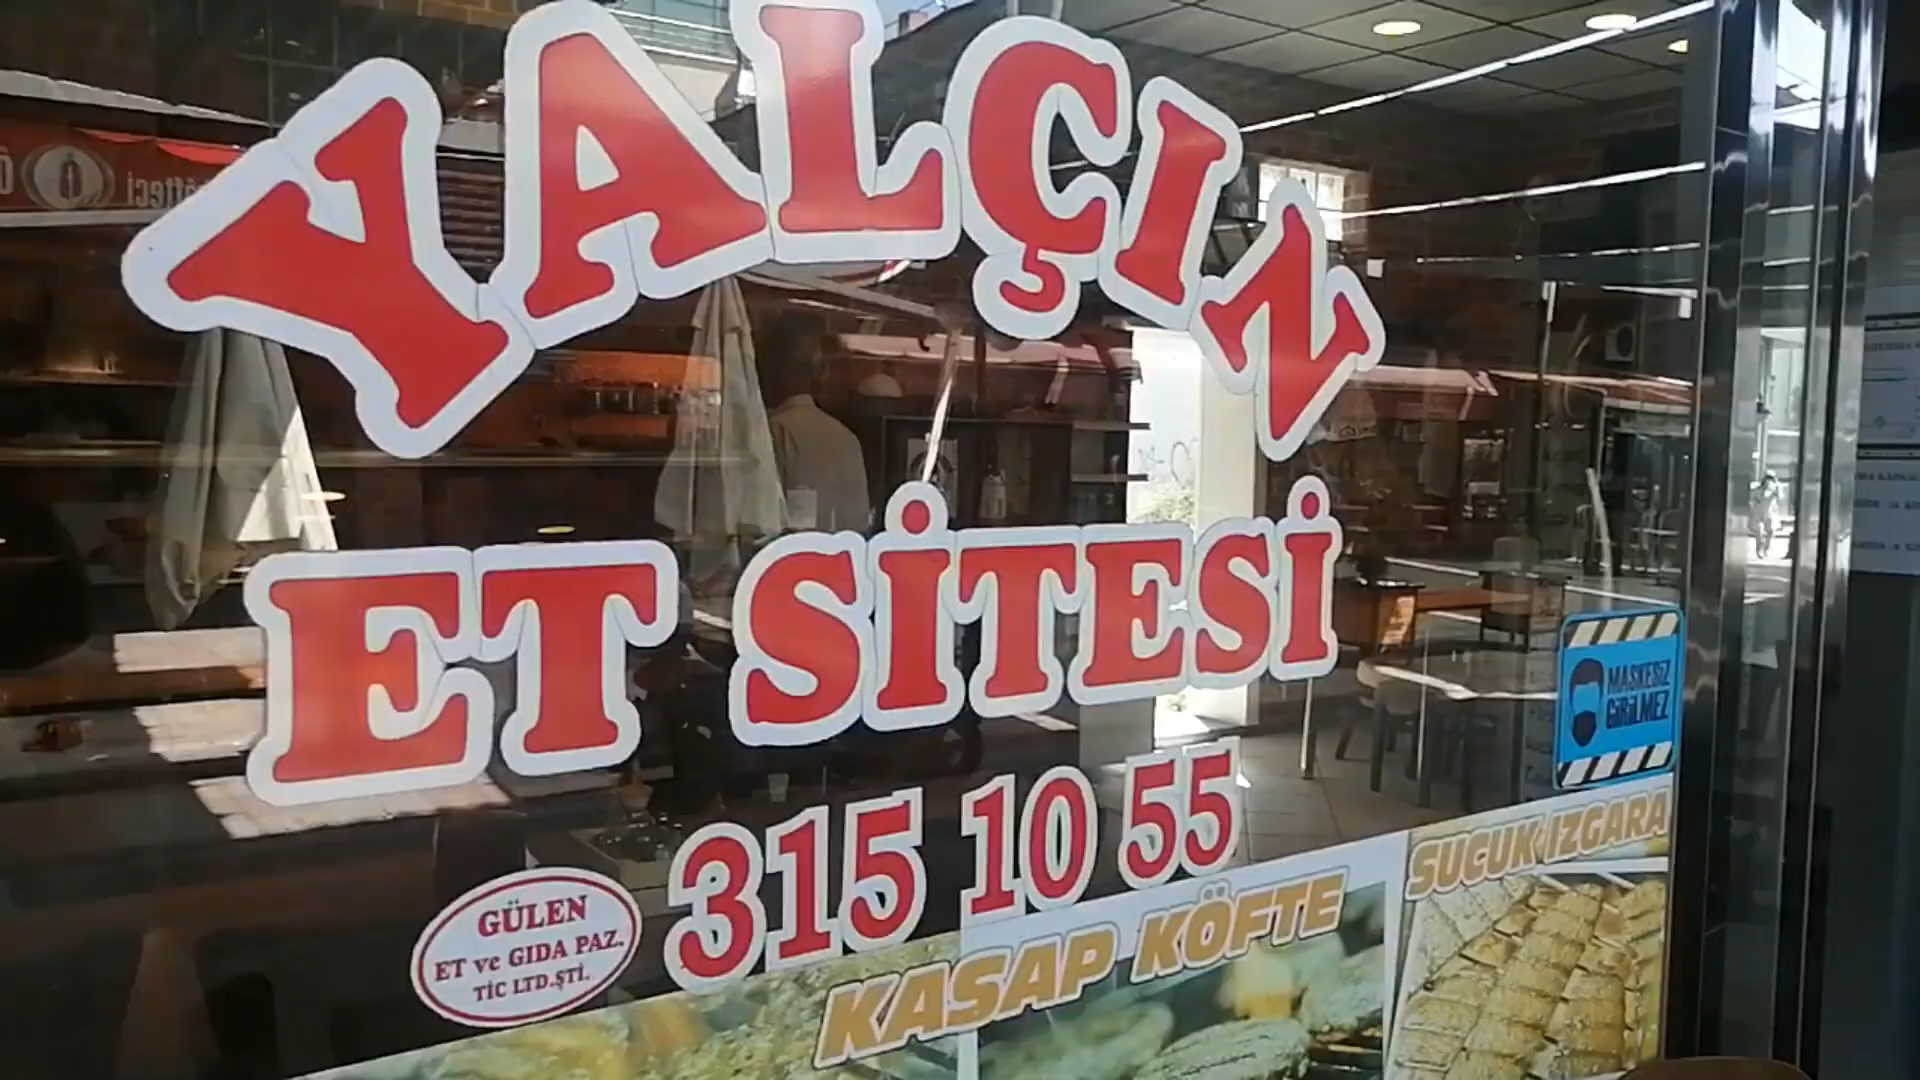 YALÇIN
ET SİTESİ
315 10 55
GÜLEN
ET ve GIDA PAZ.
TİC LTD.ŞTİ.
KASAP KÖFTE
SUCUK IZGARA
MASKESİZ
GİRİLMEZ